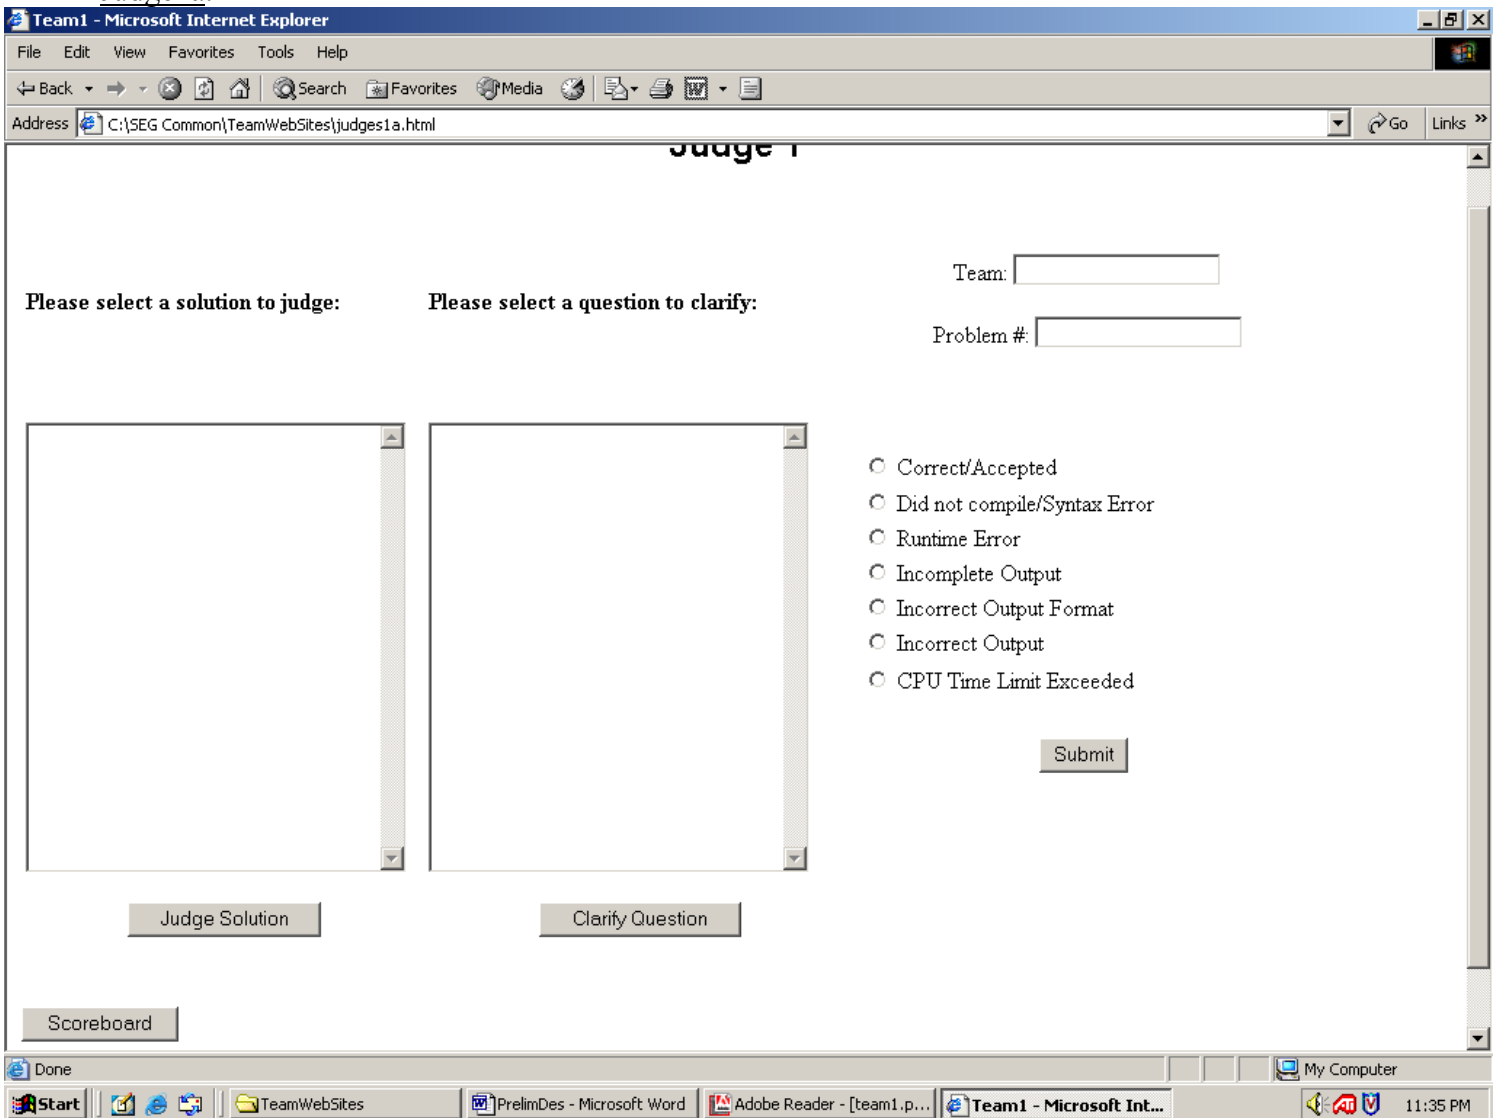 Team1 - Microsoft Internet Explorer
File Edit View Favorites Tools Help
Back Search Favorites Media
Address C:\SEG Common\TeamWebSites\judges1a.html Go Links »
Judge 1
Team:
Please select a solution to judge: Please select a question to clarify:
Problem #:
Correct/Accepted
Did not compile/Syntax Error
Runtime Error
Incomplete Output
Incorrect Output Format
Incorrect Output
CPU Time Limit Exceeded
Submit
Judge Solution Clarify Question
Scoreboard
Done My Computer
Start TeamWebSites PrelimDes - Microsoft Word Adobe Reader - [team1.p... Team1 - Microsoft Int... 11:35 PM